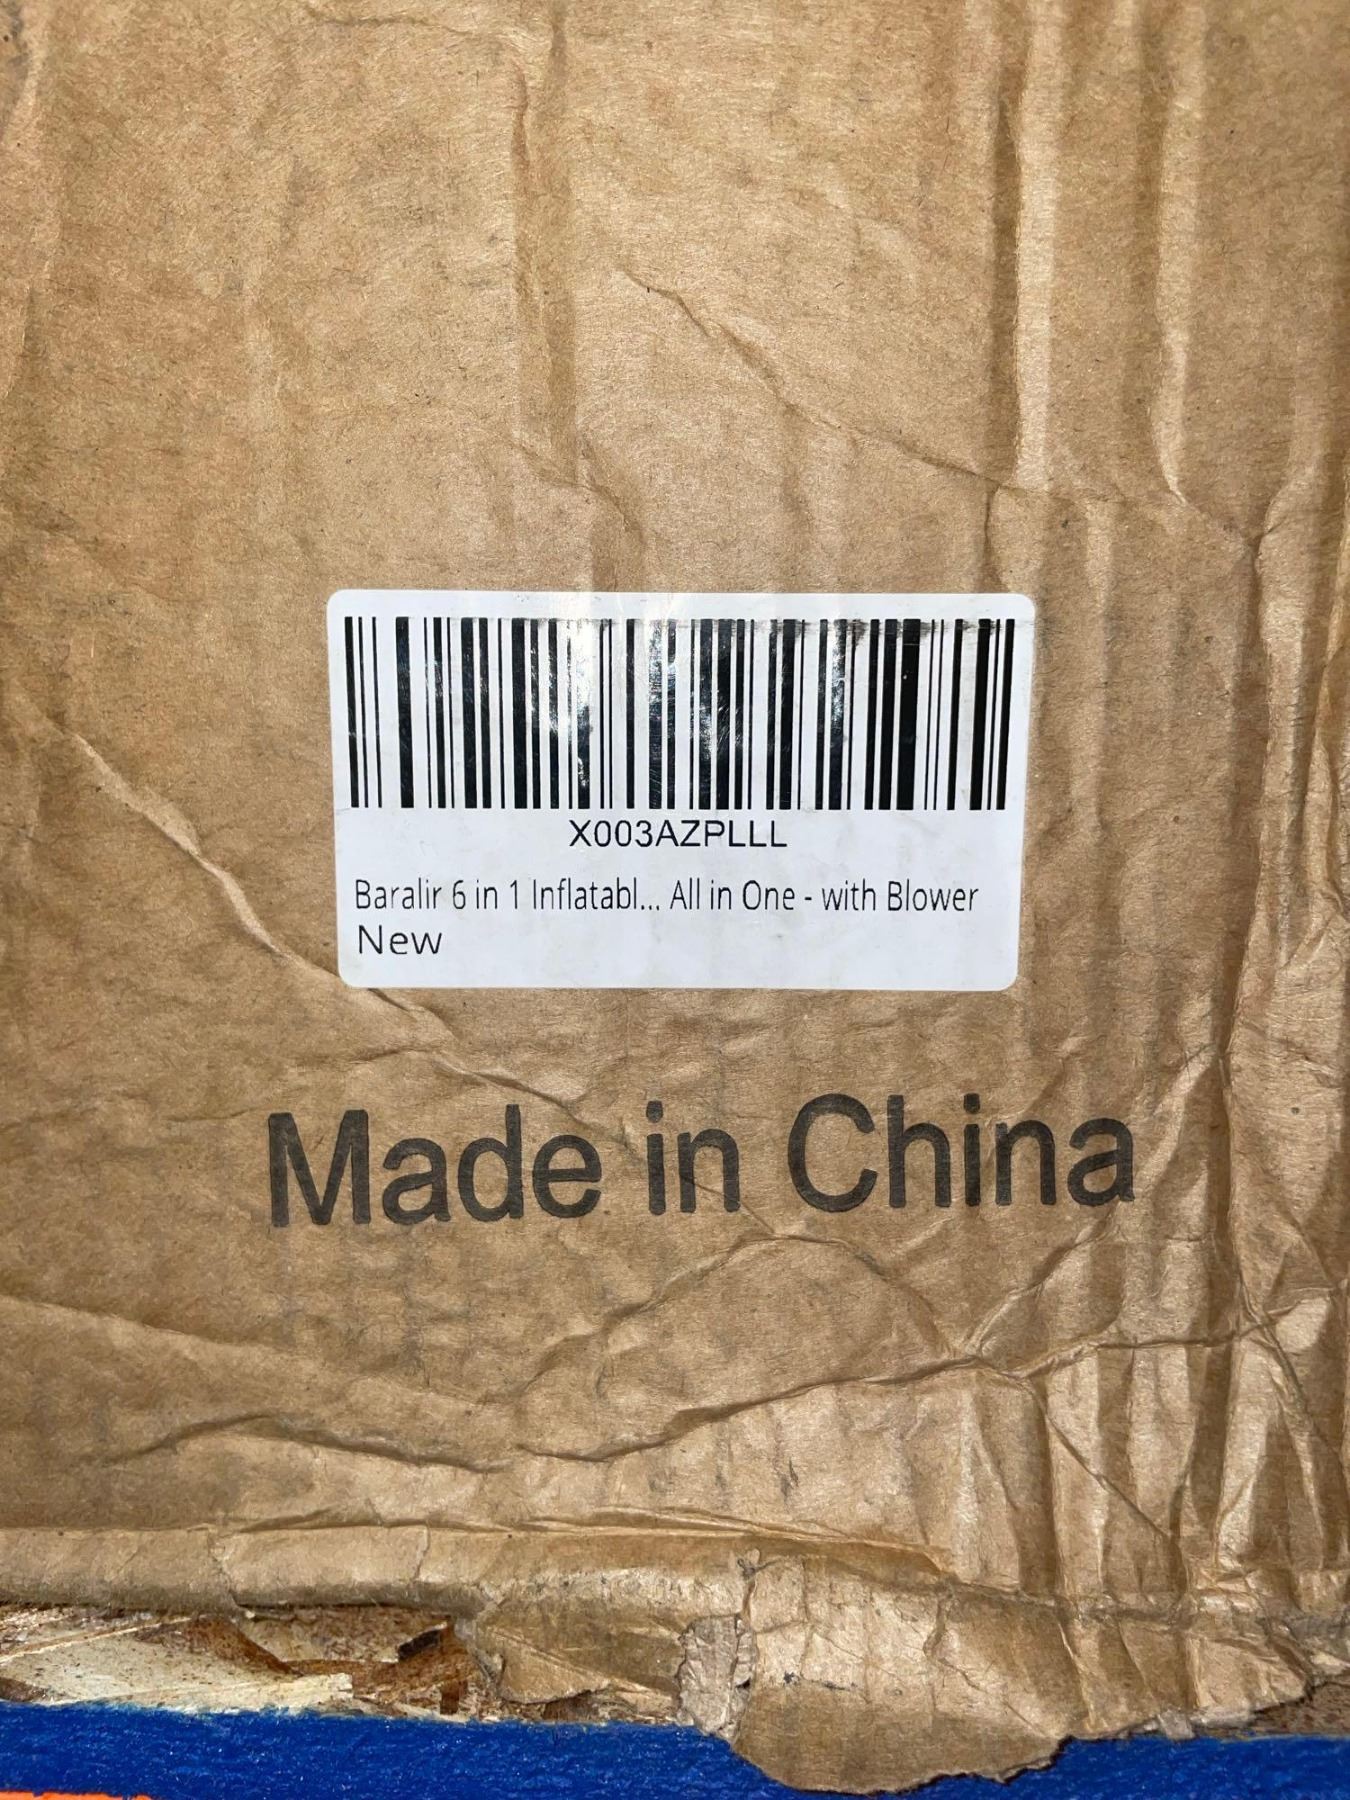 X003AZPLLL
Baralir 6 in 1 Inflatabl... All in One - with Blower
New
Made in China